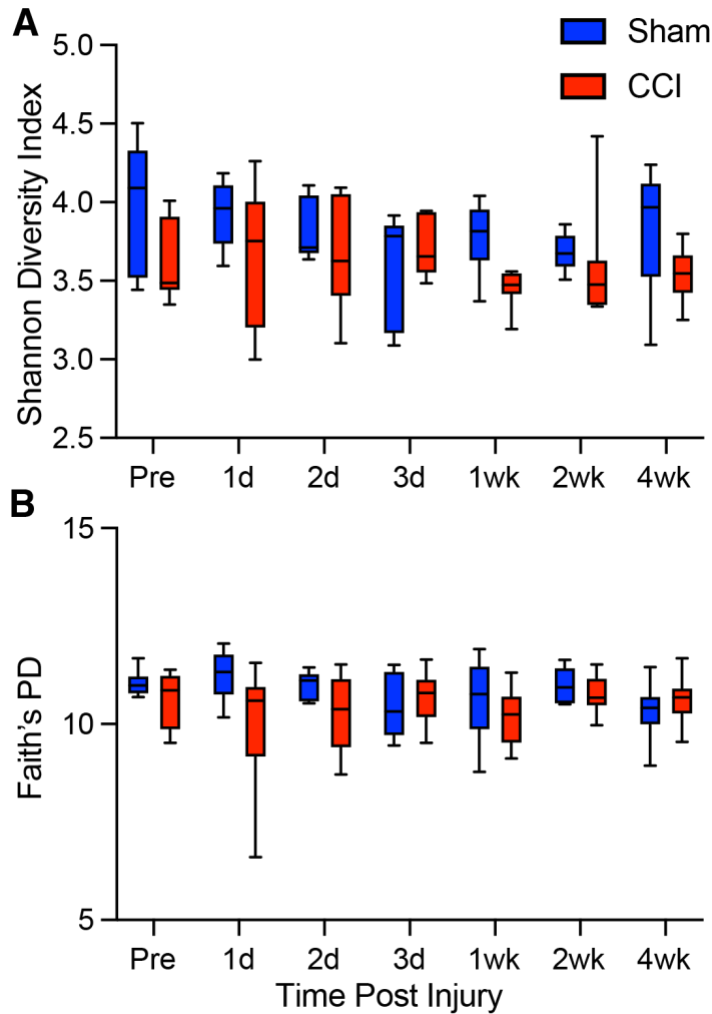 A
Sham
CCI
Shannon Diversity Index
5.0
4.5
4.0
3.5
3.0
2.5
Pre 1d 2d 3d 1wk 2wk 4wk
B
Faith's PD
15
10
5
Pre 1d 2d 3d 1wk 2wk 4wk
Time Post Injury